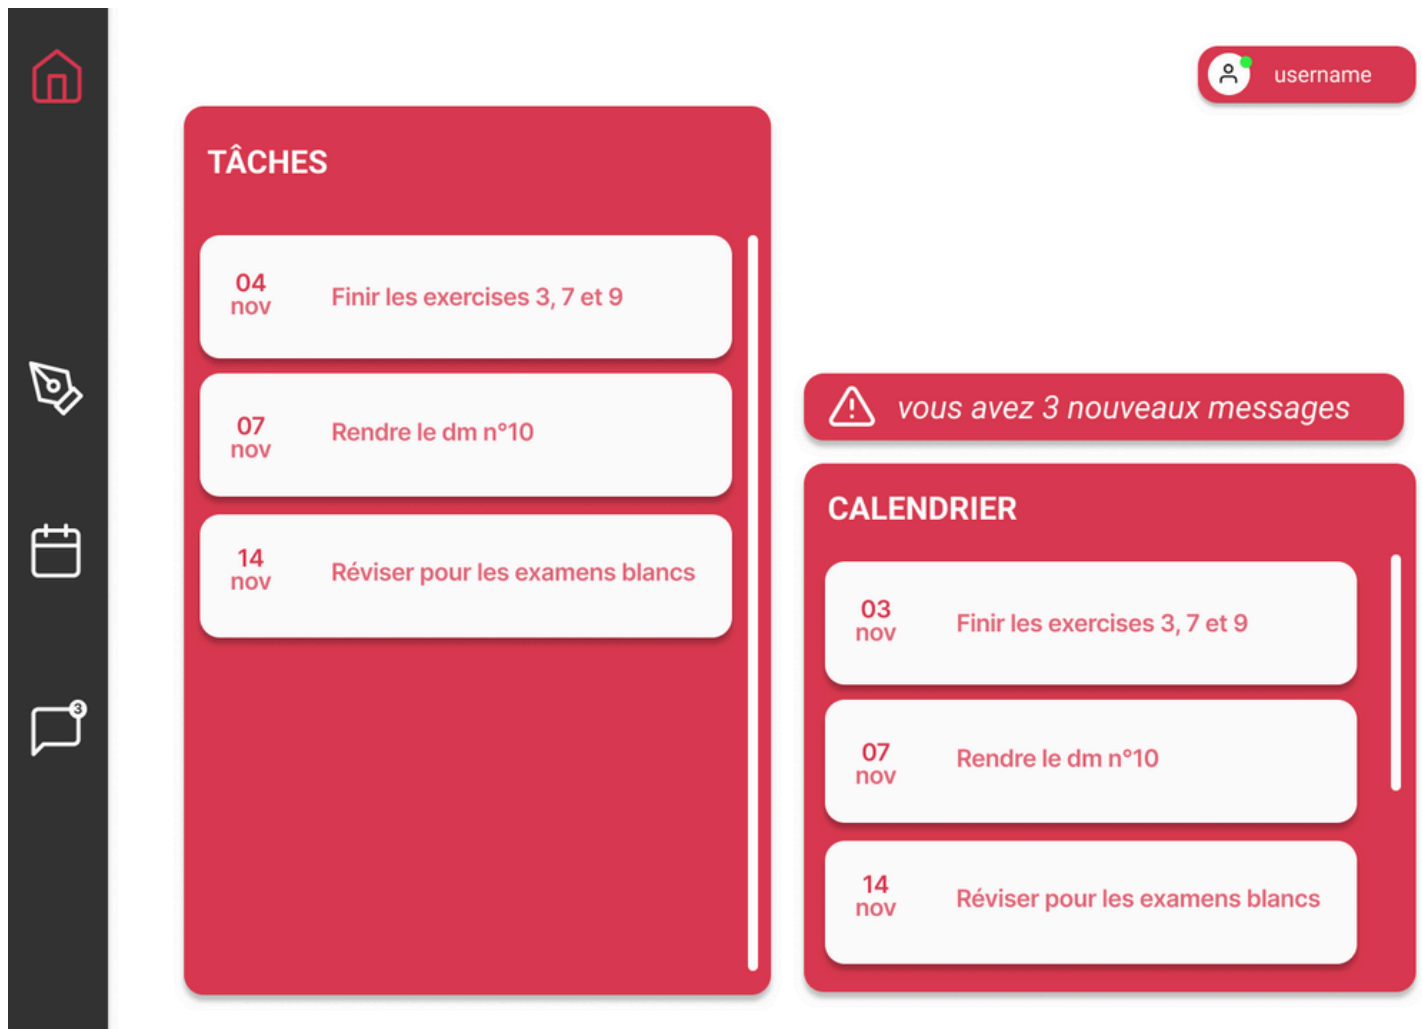 username
TÂCHES
04
nov
Finir les exercises 3, 7 et 9
07
nov
Rendre le dm n°10
14
nov
Réviser pour les examens blancs
3
vous avez 3 nouveaux messages
CALENDRIER
03
nov
Finir les exercises 3, 7 et 9
07
nov
Rendre le dm n°10
14
nov
Réviser pour les examens blancs